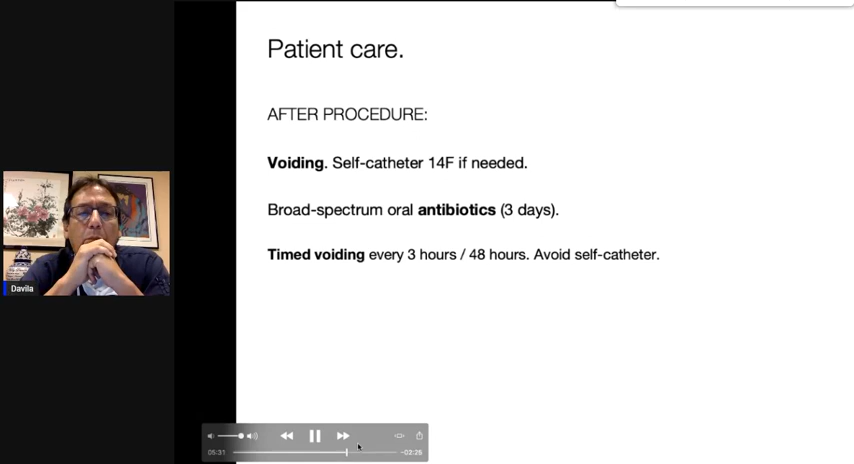 Patient care.
AFTER PROCEDURE:
Voiding. Self-catheter 14F if needed.
Broad-spectrum oral antibiotics (3 days).
Timed voiding every 3 hours / 48 hours. Avoid self-catheter.
Davila
05:31
-02:25